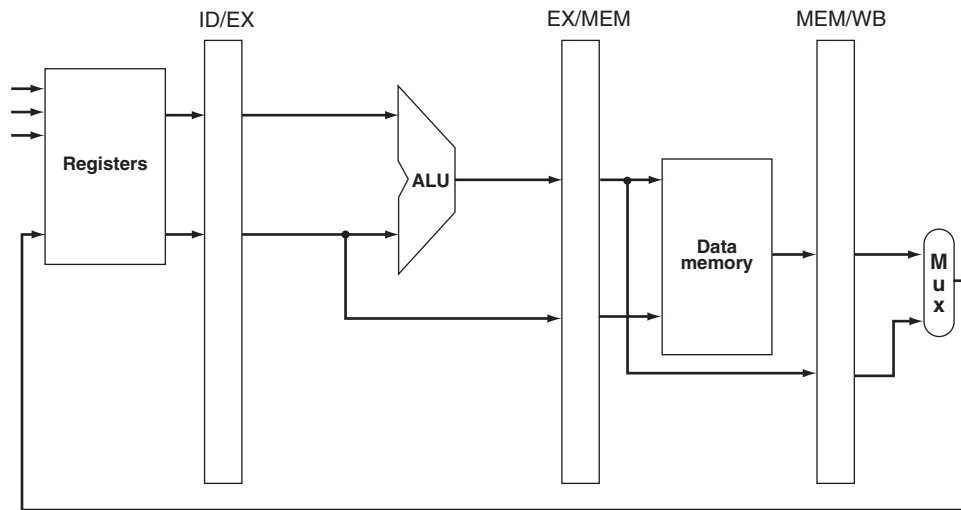 ID/EX
EX/MEM
MEM/WB
Registers
ALU
Data
memory
M
u
x